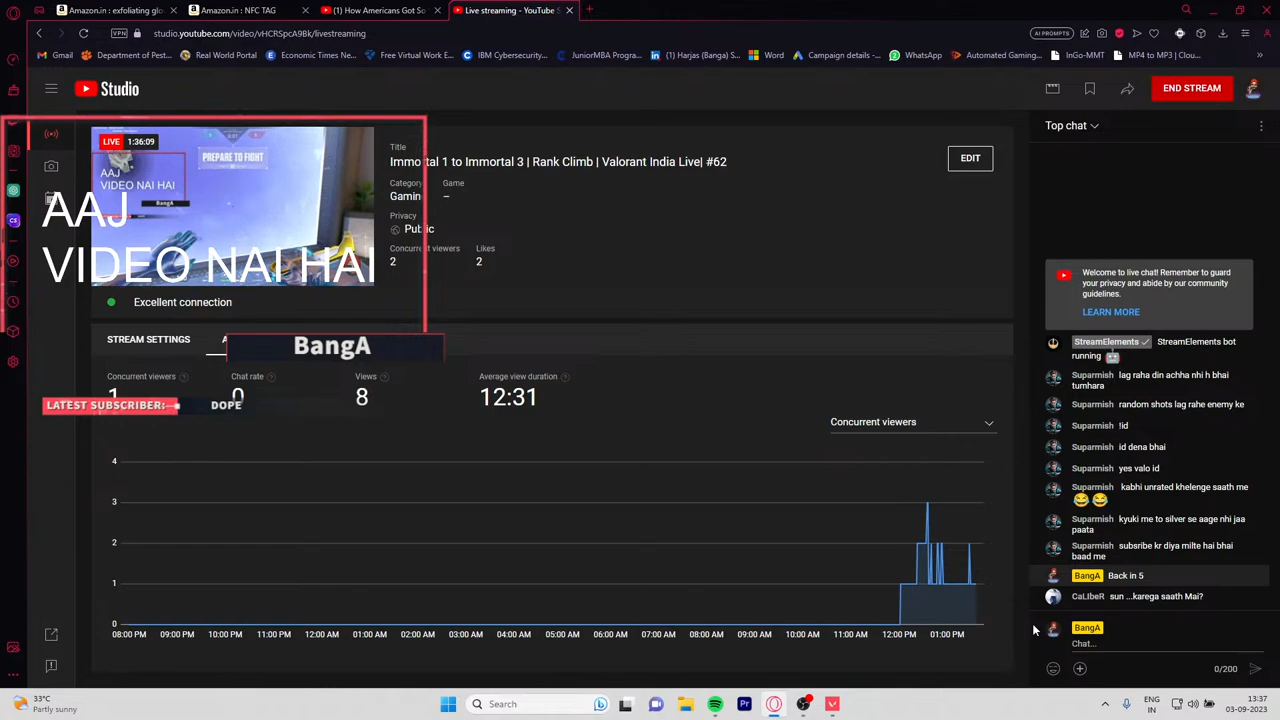 Amazon.in : exfoliating glo
Amazon.in : NFC TAG
(1) How Americans Got So
Live streaming - YouTube S
VPN
studio.youtube.com/video/vHCRSpcA9Bk/livestreaming
AI PROMPTS
Gmail
Department of Pest...
Real World Portal
Economic Times Ne...
Free Virtual Work E...
IBM Cybersecurity...
JuniorMBA Progra...
(1) Harjas (Banga) S...
Word
Campaign details -...
WhatsApp
Automated Gaming...
InGo-MMT
MP4 to MP3 | Clou...
Studio
END STREAM
LIVE 1:36:09
PREPARE TO FIGHT
AAJ
VIDEO NAI HAI
BangA
AAJ
VIDEO NAI HAI
Title
Immortal 1 to Immortal 3 | Rank Climb | Valorant India Live| #62
EDIT
Category
Game
Gamin
–
Privacy
Public
Concurrent viewers
Likes
2
2
Excellent connection
STREAM SETTINGS
BangA
Concurrent viewers
Chat rate
Views
Average view duration
1
0
8
12:31
LATEST SUBSCRIBER:
DOPE
Concurrent viewers
4
3
2
1
0
08:00 PM
09:00 PM
10:00 PM
11:00 PM
12:00 AM
01:00 AM
02:00 AM
03:00 AM
04:00 AM
05:00 AM
06:00 AM
07:00 AM
08:00 AM
09:00 AM
10:00 AM
11:00 AM
12:00 PM
01:00 PM
Top chat
Welcome to live chat! Remember to guard
your privacy and abide by our community
guidelines.
LEARN MORE
StreamElements StreamElements bot
running
Suparmish lag raha din achha nhi h bhai
tumhara
Suparmish random shots lag rahe enemy ke
Suparmish !id
Suparmish id dena bhai
Suparmish yes valo id
Suparmish kabhi unrated khelenge saath me
😂😂
Suparmish kyuki me to silver se aage nhi jaa
paata
Suparmish subsribe kr diya milte hai bhai
baad me
BangA Back in 5
CaLIbeR sun ...karega saath Mai?
BangA
Chat...
0/200
33°C
Partly sunny
Search
Pr
ENG
IN
13:37
03-09-2023